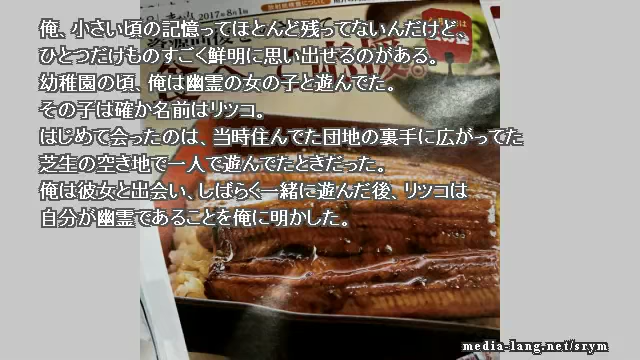 2017年8月1
俺、小さい頃の記憶ってほとんど残ってないんだけど、
ひとつだけものすごく鮮明に思い出せるのがある。
幼稚園の頃、俺は幽霊の女の子と遊んでた。
その子は確か名前はリツコ。
はじめて会ったのは、当時住んでた団地の裏手に広がってた
芝生の空き地で一人で遊んでたときだった。
俺は彼女と出会い、しばらく一緒に遊んだ後、リツコは
自分が幽霊であることを俺に明かした。
media-lang.net/srym